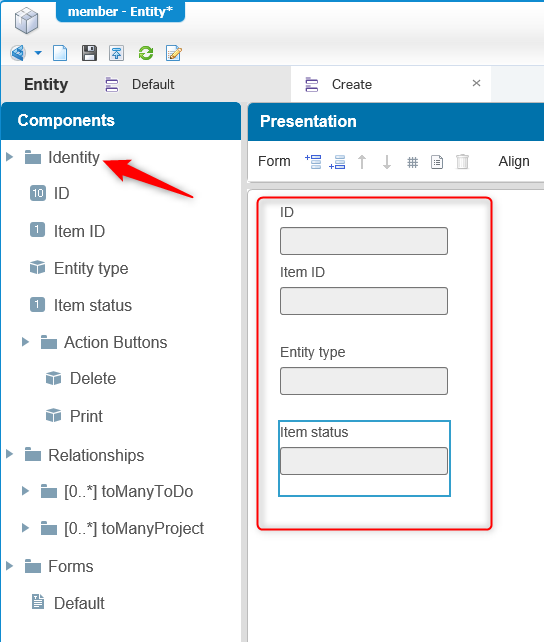 member - Entity*
Entity
Default
Create
Components
Identity
10 ID
1 Item ID
Entity type
1 Item status
Action Buttons
Delete
Print
Relationships
[0..*] toManyToDo
[0..*] toManyProject
Forms
Default
Presentation
Form
Align
ID
Item ID
Entity type
Item status